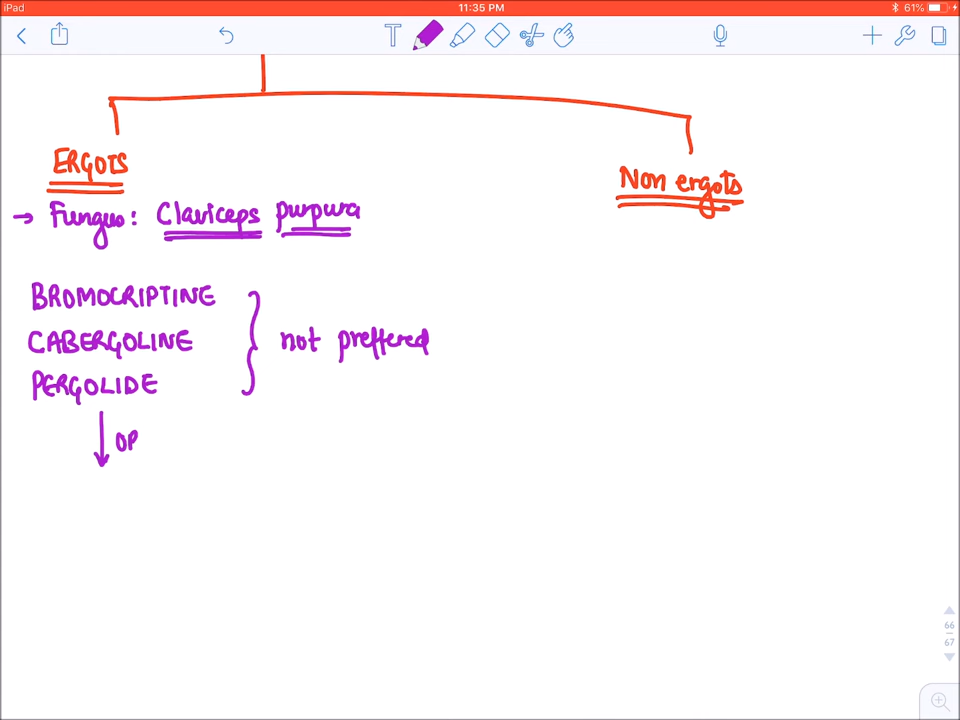 iPad 11:35 PM 61%
T
ERGOTS
Non ergots
→ Fungus: Claviceps purpura
BROMOCRIPTINE
CABERGOLINE
PERGOLIDE
not preffered
OP
66
67